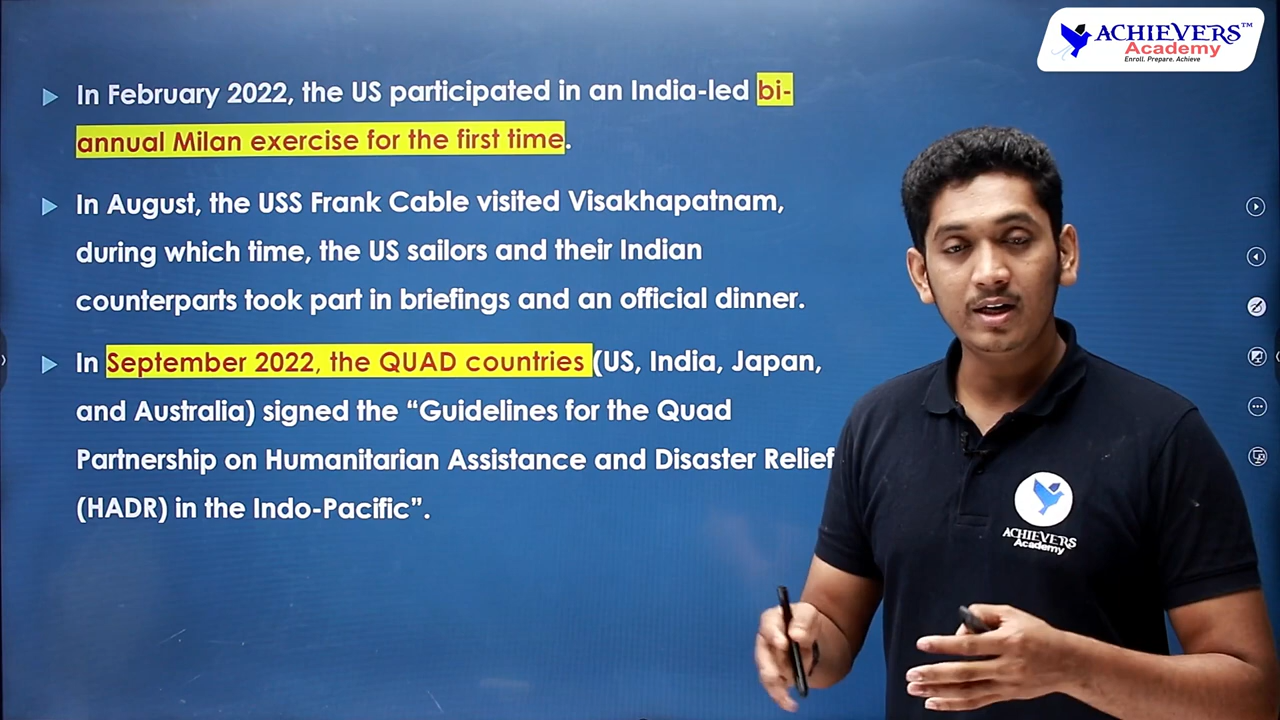 ACHIEVERS™
Academy
Enroll. Prepare. Achieve
In February 2022, the US participated in an India-led bi-
annual Milan exercise for the first time.
In August, the USS Frank Cable visited Visakhapatnam,
during which time, the US sailors and their Indian
counterparts took part in briefings and an official dinner.
In September 2022, the QUAD countries (US, India, Japan,
and Australia) signed the “Guidelines for the Quad
Partnership on Humanitarian Assistance and Disaster Relief
(HADR) in the Indo-Pacific”.
ACHIEVERS
Academy